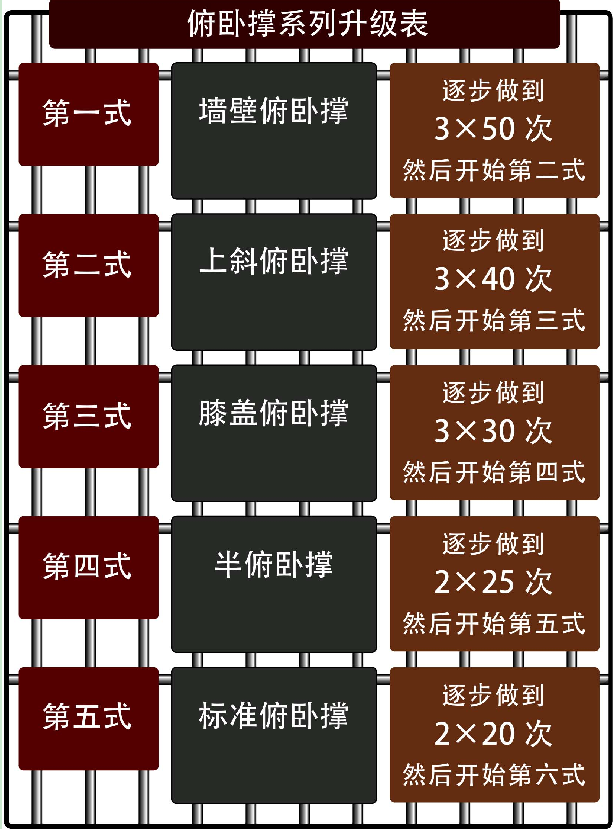 俯卧撑系列升级表
第一式
墙壁俯卧撑
逐步做到
3×50 次
然后开始第二式
第二式
上斜俯卧撑
逐步做到
3×40 次
然后开始第三式
第三式
膝盖俯卧撑
逐步做到
3×30 次
然后开始第四式
第四式
半俯卧撑
逐步做到
2×25 次
然后开始第五式
第五式
标准俯卧撑
逐步做到
2×20 次
然后开始第六式